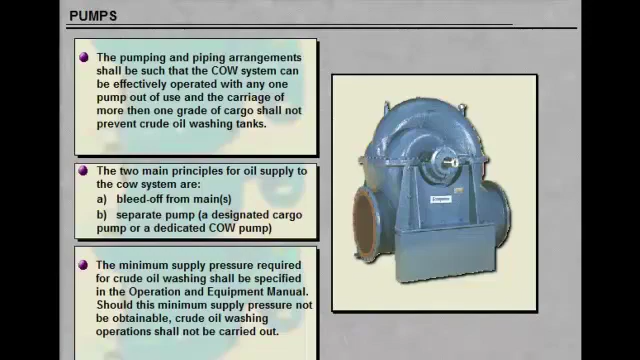 PUMPS
The pumping and piping arrangements
shall be such that the COW system can
be effectively operated with any one
pump out of use and the carriage of
more then one grade of cargo shall not
prevent crude oil washing tanks.
The two main principles for oil supply to
the cow system are:
a) bleed-off from main(s)
b) separate pump (a designated cargo
pump or a dedicated COW pump)
The minimum supply pressure required
for crude oil washing shall be specified
in the Operation and Equipment Manual.
Should this minimum supply pressure not
be obtainable, crude oil washing
operations shall not be carried out.